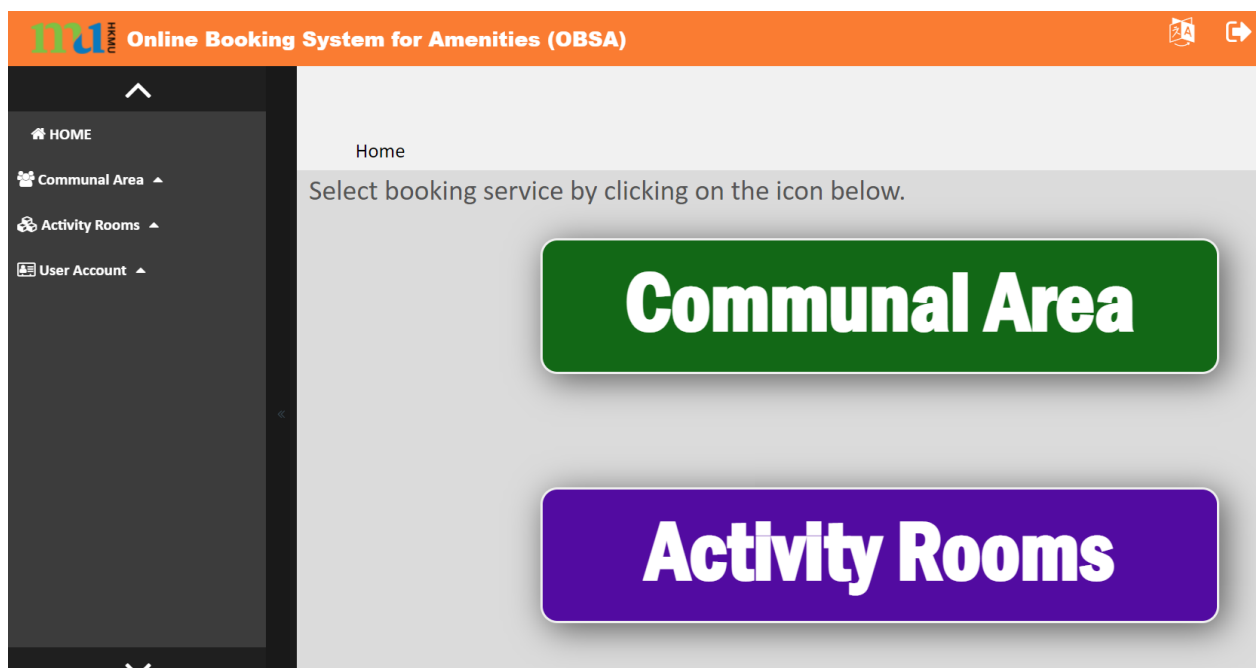 mu HKMU Online Booking System for Amenities (OBSA)
HOME
Communal Area
Activity Rooms
User Account
Home
Select booking service by clicking on the icon below.
Communal Area
Activity Rooms